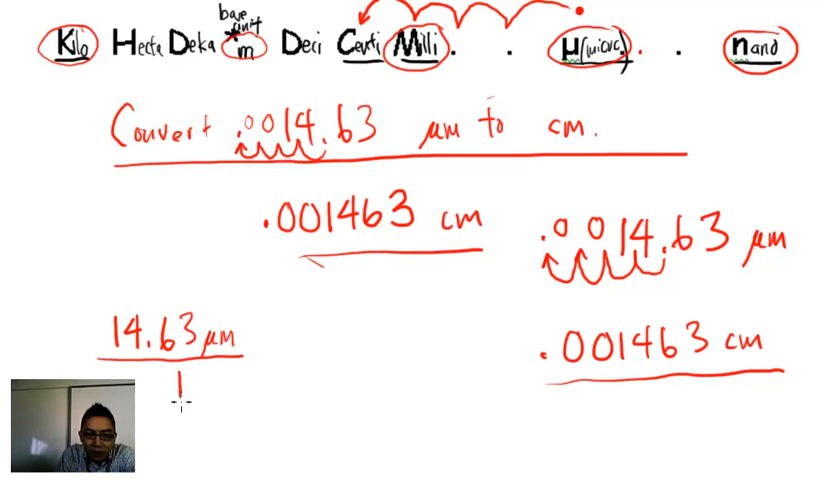 base
unit
Kilo Hecta Deka m Deci Centi Milli . . μ(micro) . . nano
Convert .0014.63 μm to cm.
.001463 cm
.0014.63 μm
14.63 μm
1
.001463 cm